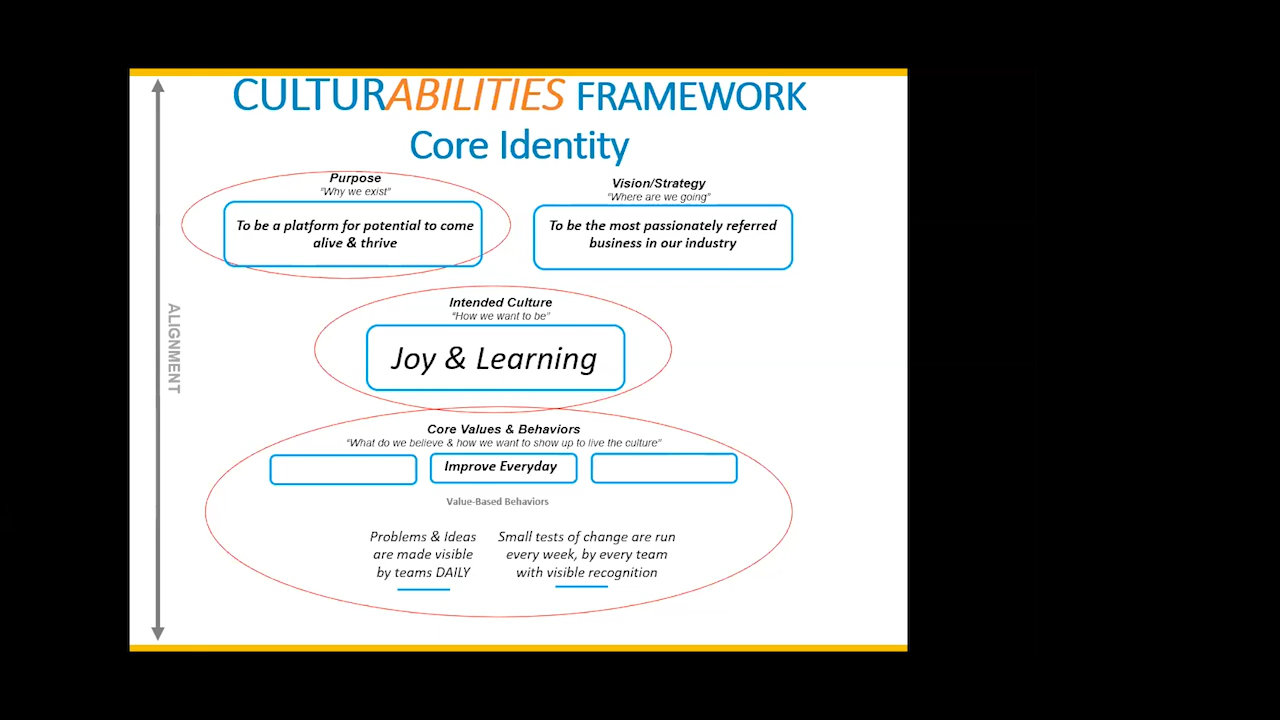 CULTURABILITIES FRAMEWORK
Core Identity
Purpose
"Why we exist"
To be a platform for potential to come
alive & thrive
Vision/Strategy
"Where are we going"
To be the most passionately referred
business in our industry
ALIGNMENT
Intended Culture
"How we want to be"
Joy & Learning
Core Values & Behaviors
"What do we believe & how we want to show up to live the culture"
Improve Everyday
Value-Based Behaviors
Problems & Ideas
are made visible
by teams DAILY
Small tests of change are run
every week, by every team
with visible recognition